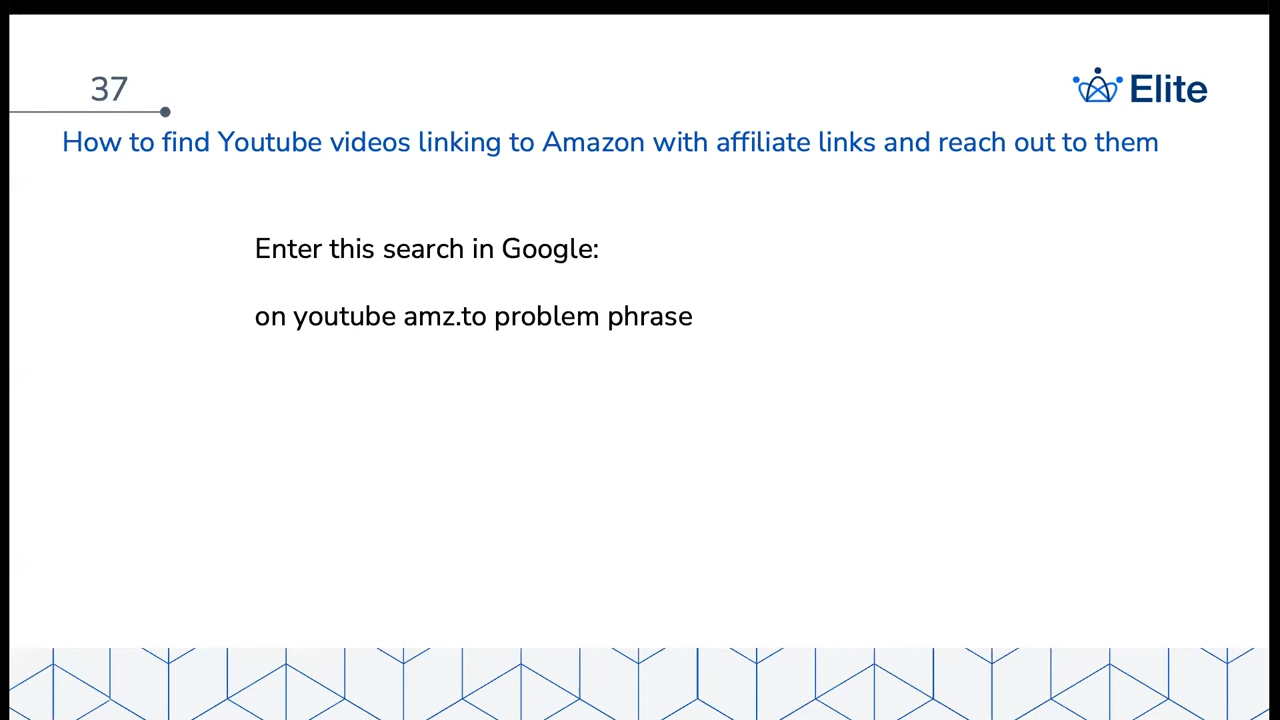 37
Elite
How to find Youtube videos linking to Amazon with affiliate links and reach out to them
Enter this search in Google:
on youtube amz.to problem phrase